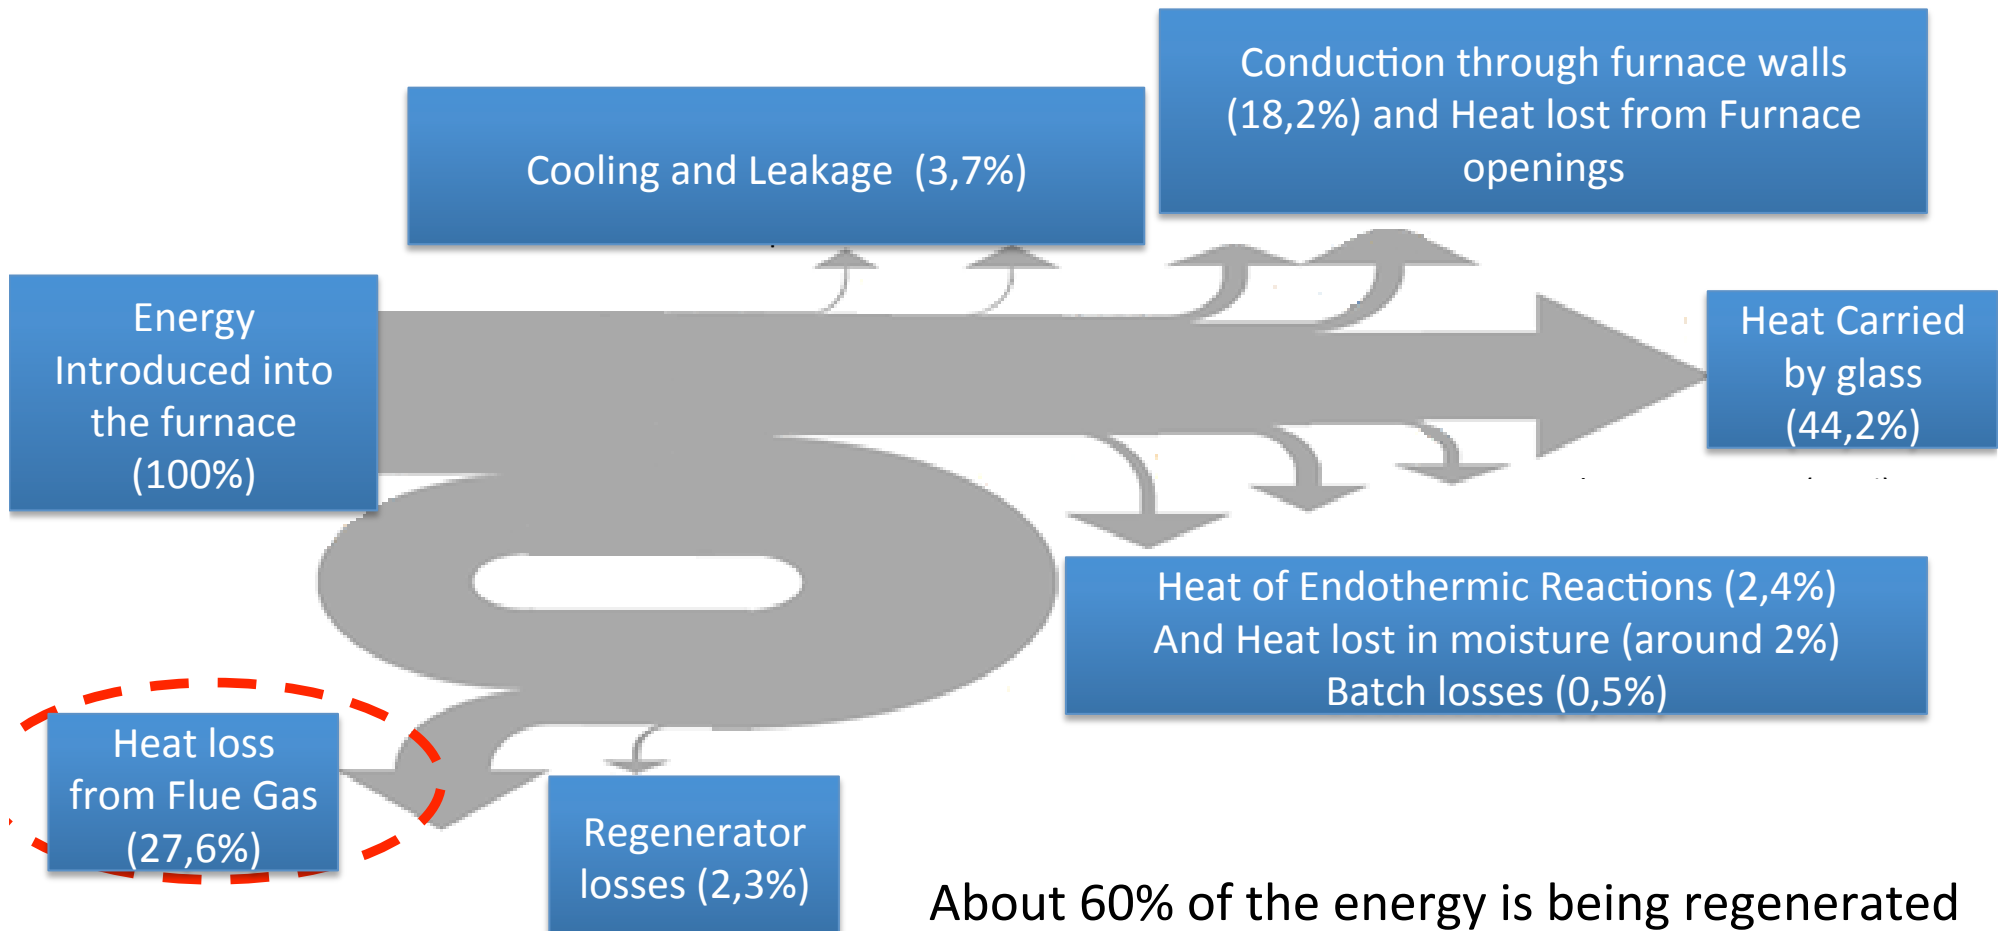 Conduction through furnace walls
(18,2%) and Heat lost from Furnace
openings
Cooling and Leakage  (3,7%)
Energy
Introduced into
the furnace
(100%)
Heat Carried
by glass
(44,2%)
Heat of Endothermic Reactions (2,4%)
And Heat lost in moisture (around 2%)
Batch losses (0,5%)
Heat loss
from Flue Gas
(27,6%)
Regenerator
losses (2,3%)
About 60% of the energy is being regenerated